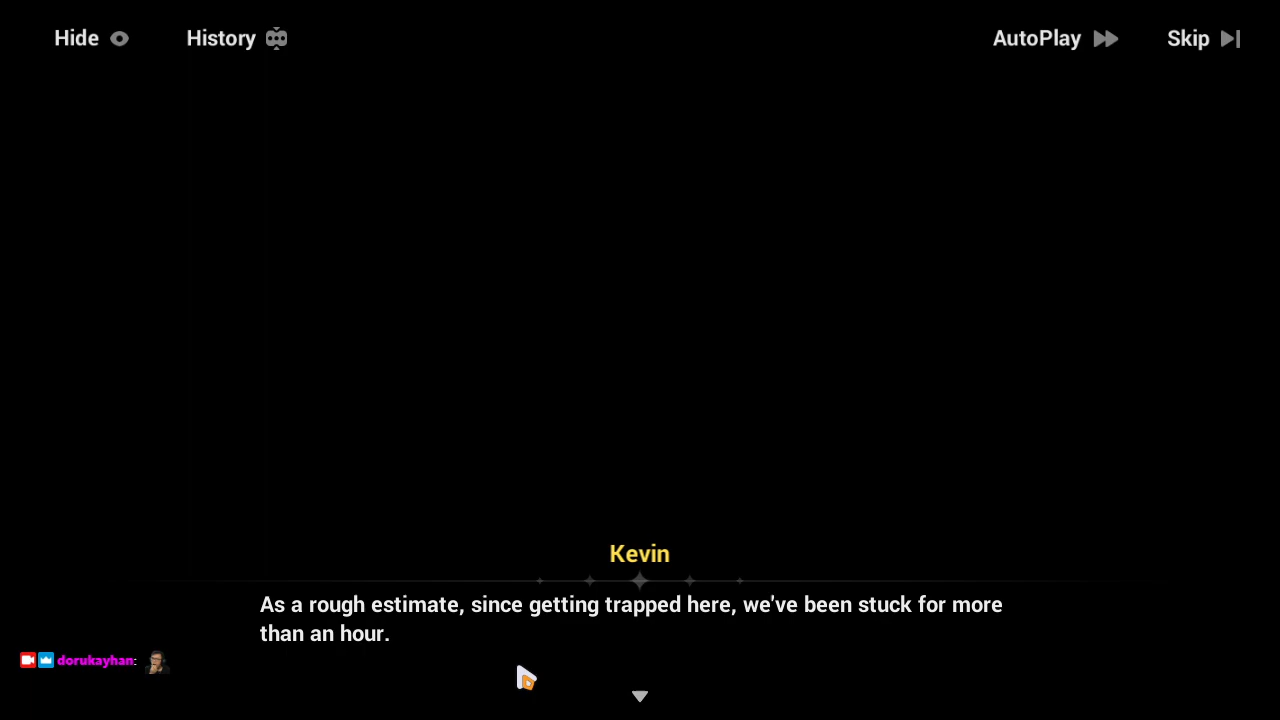 Hide
History
AutoPlay
Skip
Kevin
As a rough estimate, since getting trapped here, we've been stuck for more
than an hour.
dorukayhan: